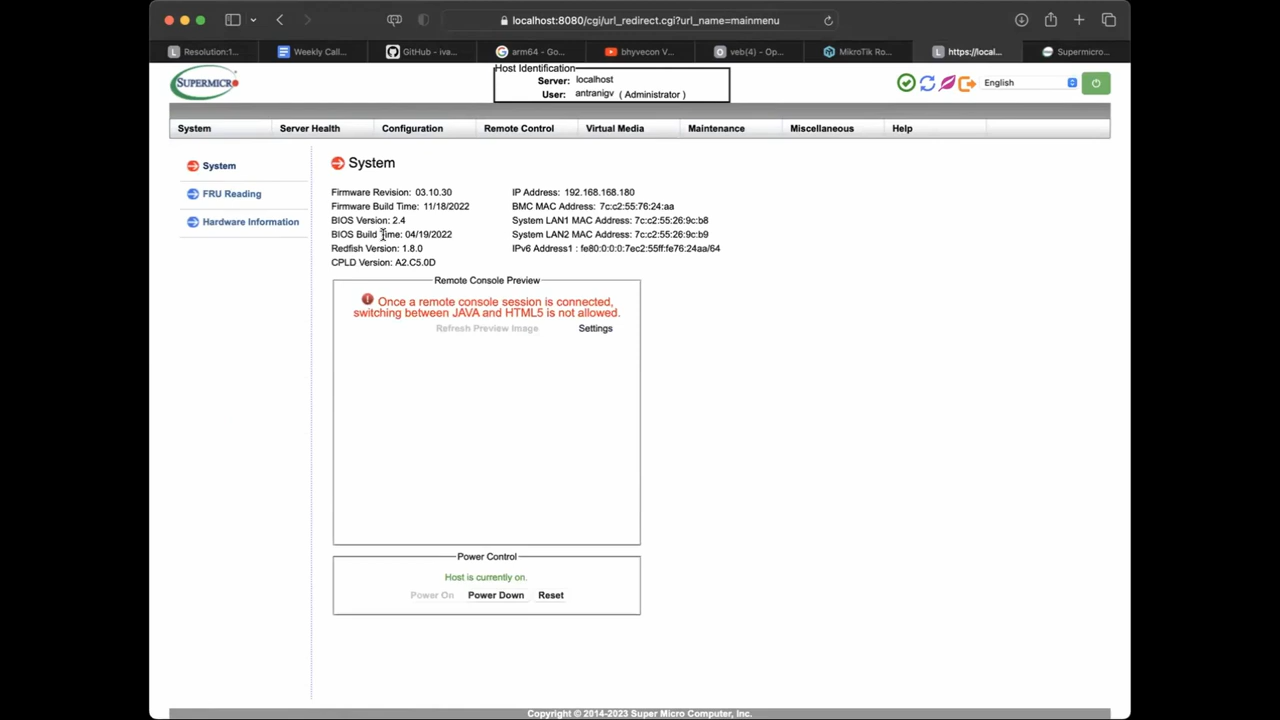 localhost:8080/cgi/url_redirect.cgi?url_name=mainmenu
Resolution:1...
Weekly Call...
GitHub - iva...
arm64 - Go...
bhyvecon V...
veb(4) - Op...
MikroTik Ro...
https://local...
Supermicro...
SUPERMICRO
Host Identification
Server: localhost
User: antranigv ( Administrator )
English
System
Server Health
Configuration
Remote Control
Virtual Media
Maintenance
Miscellaneous
Help
System
FRU Reading
Hardware Information
System
Firmware Revision: 03.10.30
Firmware Build Time: 11/18/2022
BIOS Version: 2.4
BIOS Build Time: 04/19/2022
Redfish Version: 1.8.0
CPLD Version: A2.C5.0D
IP Address: 192.168.168.180
BMC MAC Address: 7c:c2:55:76:24:aa
System LAN1 MAC Address: 7c:c2:55:26:9c:b8
System LAN2 MAC Address: 7c:c2:55:26:9c:b9
IPv6 Address1 : fe80:0:0:0:7ec2:55ff:fe76:24aa/64
Remote Console Preview
Once a remote console session is connected,
switching between JAVA and HTML5 is not allowed.
Refresh Preview Image
Settings
Power Control
Host is currently on.
Power On
Power Down
Reset
Copyright © 2014-2023 Super Micro Computer, Inc.